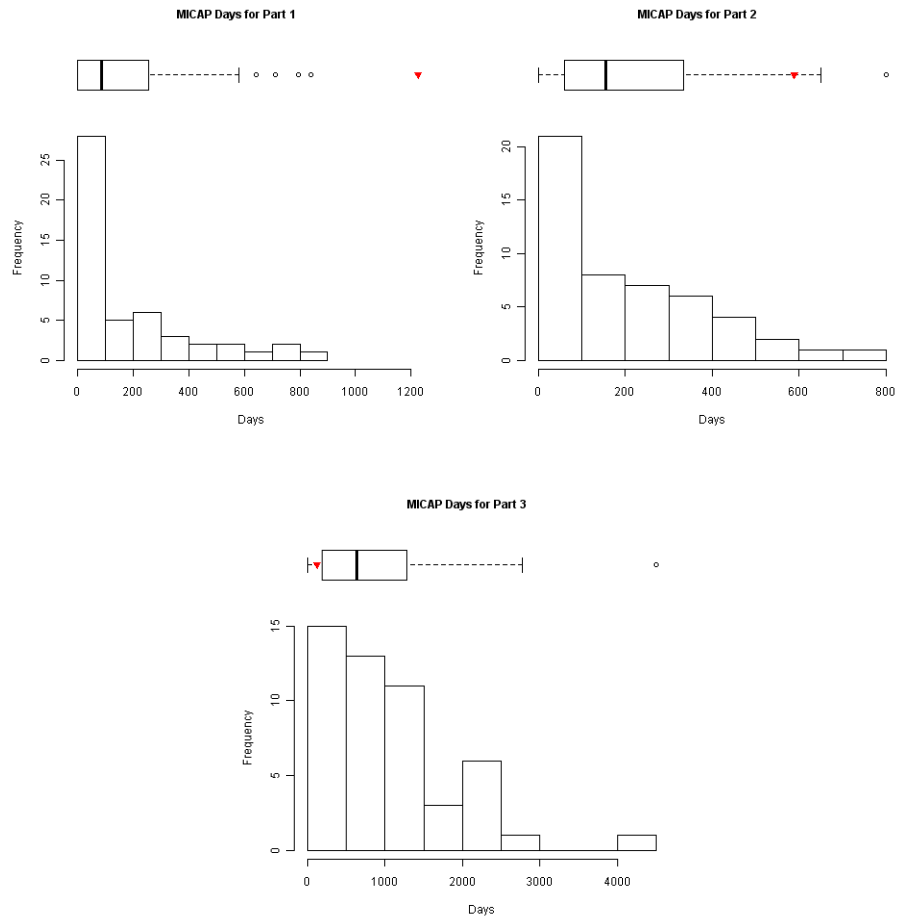 MICAP Days for Part 1
25
20
15
10
5
0
Frequency
0 200 400 600 800 1000 1200
Days
MICAP Days for Part 2
20
15
10
5
0
Frequency
0 200 400 600 800
Days
MICAP Days for Part 3
15
10
5
0
Frequency
0 1000 2000 3000 4000
Days